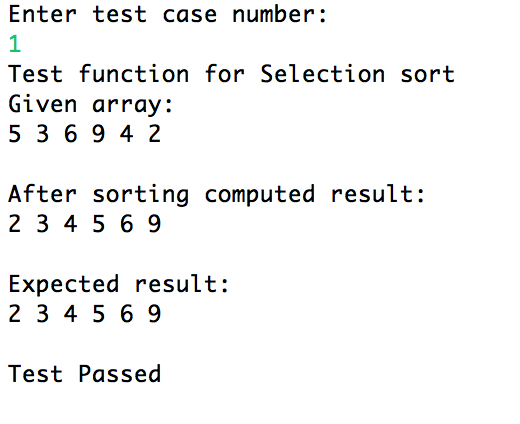 Enter test case number:
1
Test function for Selection sort
Given array:
5 3 6 9 4 2
After sorting computed result:
2 3 4 5 6 9
Expected result:
2 3 4 5 6 9
Test Passed